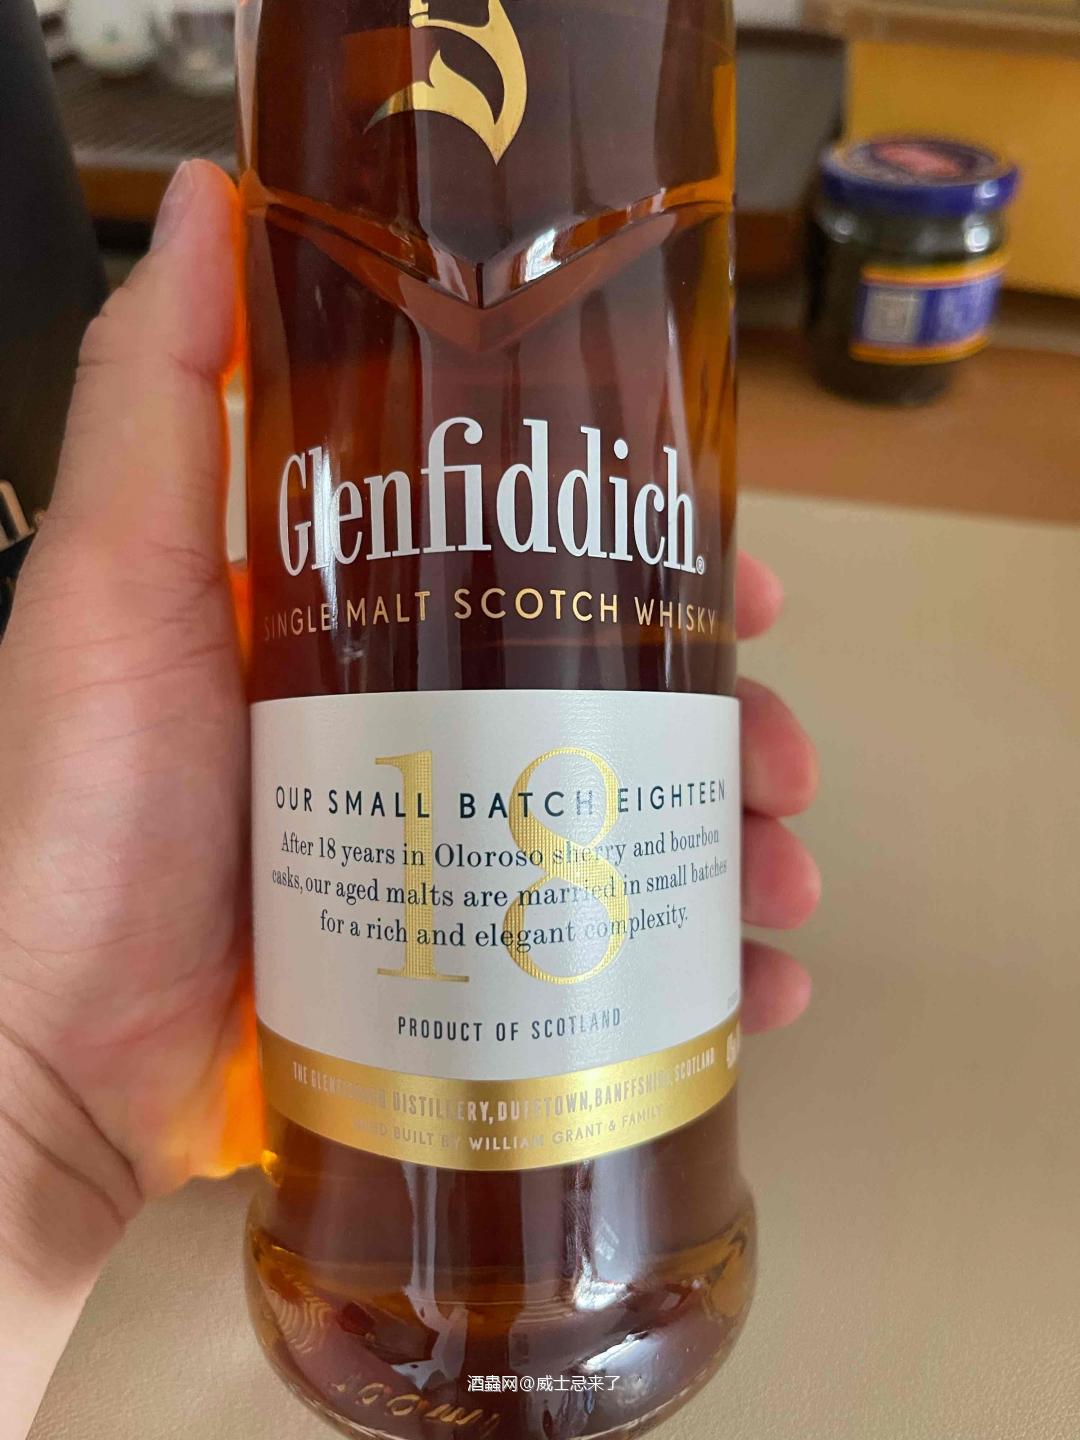 Glenfiddich®
SINGLE MALT SCOTCH WHISKY
18
OUR SMALL BATCH EIGHTEEN
After 18 years in Oloroso sherry and bourbon
casks, our aged malts are married in small batches
for a rich and elegant complexity.
PRODUCT OF SCOTLAND
THE GLENFIDDICH DISTILLERY, DUFFTOWN, BANFFSHIRE, SCOTLAND
BUILT BY WILLIAM GRANT & FAMILY
酒蟲网@威士忌来了